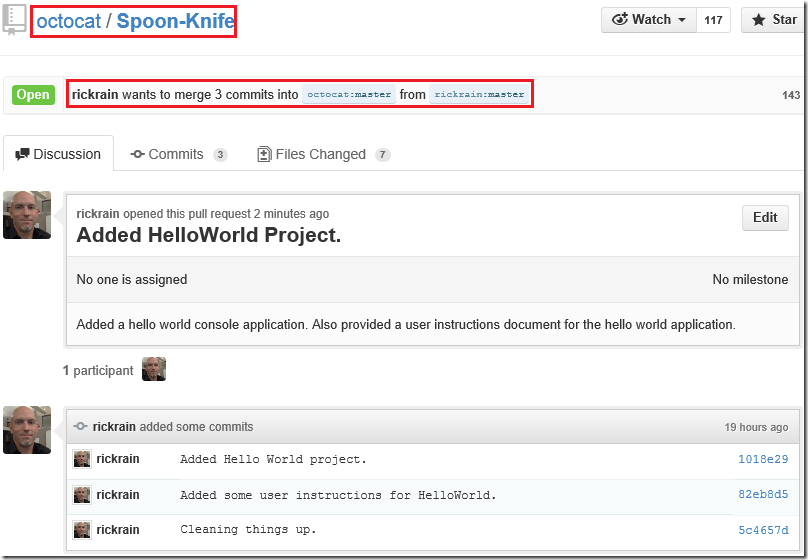 octocat / Spoon-Knife
Watch 117 Star
Open rickrain wants to merge 3 commits into octocat:master from rickrain:master 143
Discussion Commits 3 Files Changed 7
rickrain opened this pull request 2 minutes ago
Edit
Added HelloWorld Project.
No one is assigned No milestone
Added a hello world console application. Also provided a user instructions document for the hello world application.
1 participant
rickrain added some commits 19 hours ago
rickrain Added Hello World project. 1018e29
rickrain Added some user instructions for HelloWorld. 82eb8d5
rickrain Cleaning things up. 5c4657d